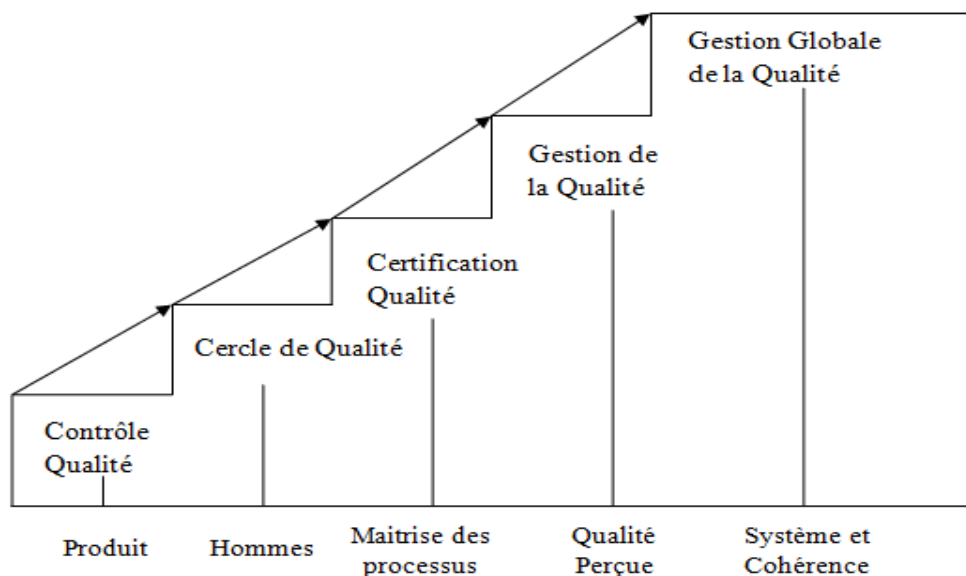 Gestion Globale
de la Qualité
Gestion de
la Qualité
Certification
Qualité
Cercle de Qualité
Contrôle
Qualité
Produit
Hommes
Maitrise des
processus
Qualité
Perçue
Système et
Cohérence